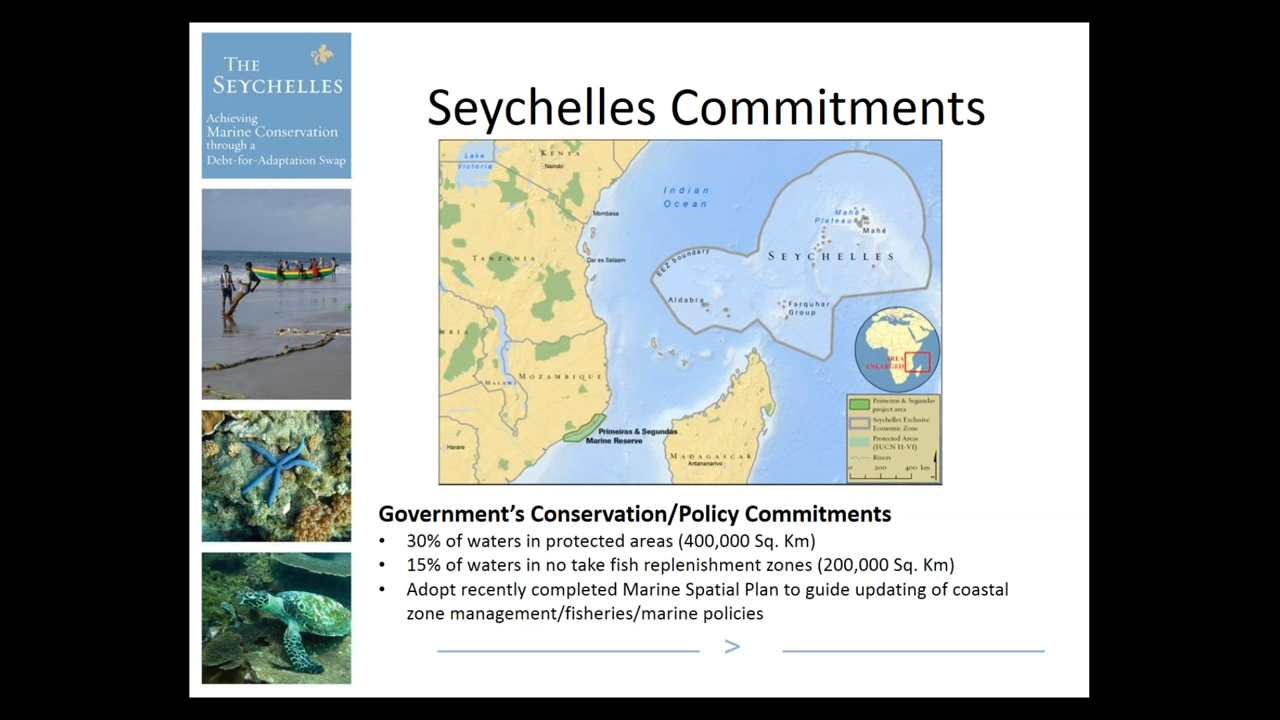 THE
SEYCHELLES
Achieving
Marine Conservation
through a
Debt-for-Adaptation Swap
Seychelles Commitments
Lake
Victoria
KENYA
Nairobi
Indian
Ocean
Mombasa
Mahé
Plateau
Mahé
TANZANIA
Dar es Salaam
EEZ boundary
SEYCHELLES
Aldabra
Farquhar
Group
AREA
ENLARGED
MALAWI
MOZAMBIQUE
Primeiras & Segundas
Marine Reserve
Harare
MADAGASCAR
Antananarivo
Primeiras & Segundas
project area
Seychelles Exclusive
Economic Zone
Protected Areas
(IUCN II-VI)
Rivers
0 200 400 km
Government's Conservation/Policy Commitments
• 30% of waters in protected areas (400,000 Sq. Km)
• 15% of waters in no take fish replenishment zones (200,000 Sq. Km)
• Adopt recently completed Marine Spatial Plan to guide updating of coastal
zone management/fisheries/marine policies
>